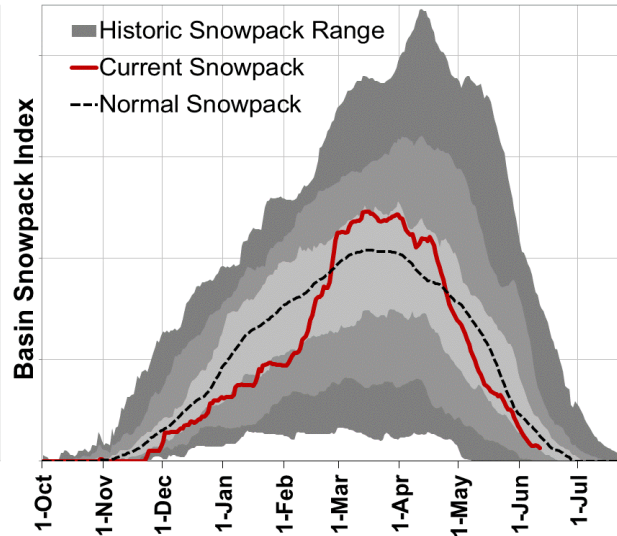 Historic Snowpack Range
Current Snowpack
Normal Snowpack
Basin Snowpack Index
1-Oct
1-Nov
1-Dec
1-Jan
1-Feb
1-Mar
1-Apr
1-May
1-Jun
1-Jul